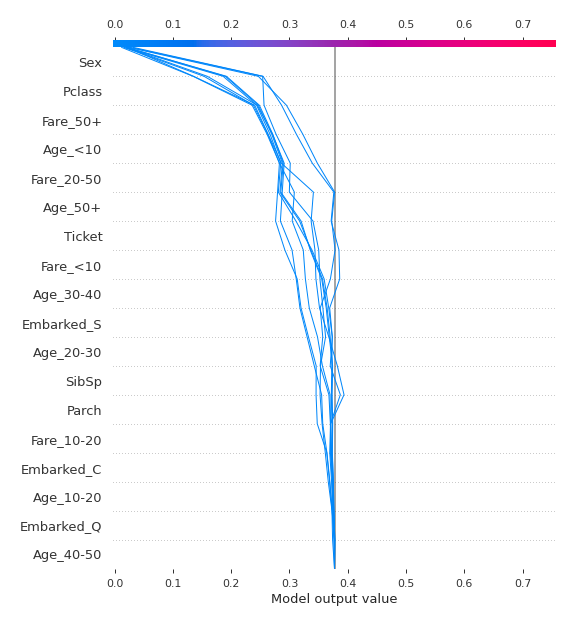 0.0 0.1 0.2 0.3 0.4 0.5 0.6 0.7
Sex
Pclass
Fare_50+
Age_<10
Fare_20-50
Age_50+
Ticket
Fare_<10
Age_30-40
Embarked_S
Age_20-30
SibSp
Parch
Fare_10-20
Embarked_C
Age_10-20
Embarked_Q
Age_40-50
0.0 0.1 0.2 0.3 0.4 0.5 0.6 0.7
Model output value